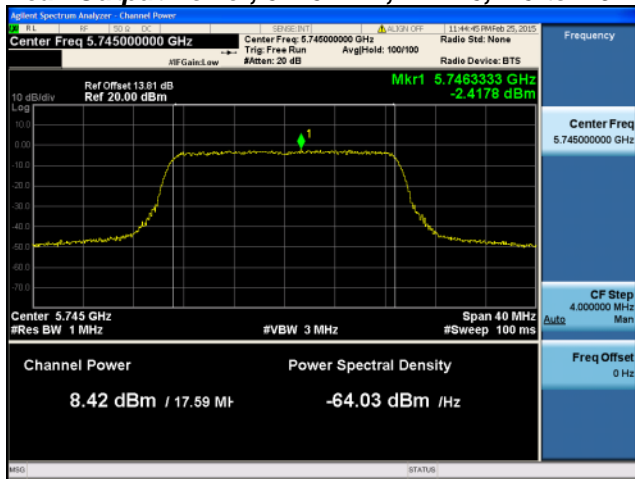 Agilent Spectrum Analyzer - Channel Power
RL RF 50 Ω DC SENSE:INT ALIGN OFF 11:44:45 PM Feb 25, 2015
Center Freq 5.745000000 GHz
Center Freq: 5.745000000 GHz
Radio Std: None
Trig: Free Run Avg|Hold: 100/100
#IFGain:Low #Atten: 20 dB Radio Device: BTS
Frequency
Mkr1 5.7463333 GHz
-2.4178 dBm
Ref Offset 13.81 dB
10 dB/div Ref 20.00 dBm
Log
10.0
0.00
-10.0
-20.0
-30.0
-40.0
-50.0
-60.0
-70.0
1
Center Freq
5.745000000 GHz
Center 5.745 GHz Span 40 MHz
#Res BW 1 MHz #VBW 3 MHz #Sweep 100 ms
CF Step
4.000000 MHz
Auto Man
Freq Offset
0 Hz
Channel Power Power Spectral Density
8.42 dBm / 17.59 MH -64.03 dBm /Hz
MSG STATUS